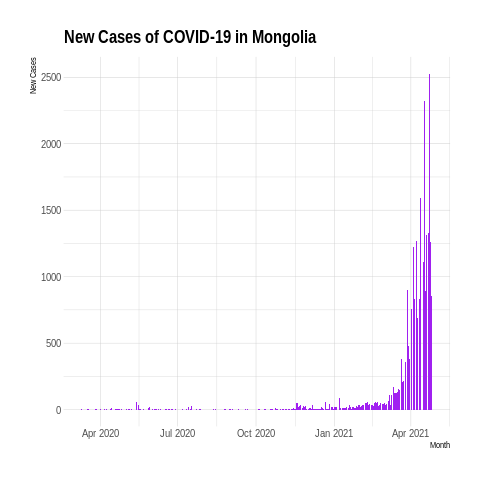 New Cases of COVID-19 in Mongolia
New Cases
2500
2000
1500
1000
500
0
Apr 2020
Jul 2020
Oct 2020
Jan 2021
Apr 2021
Month